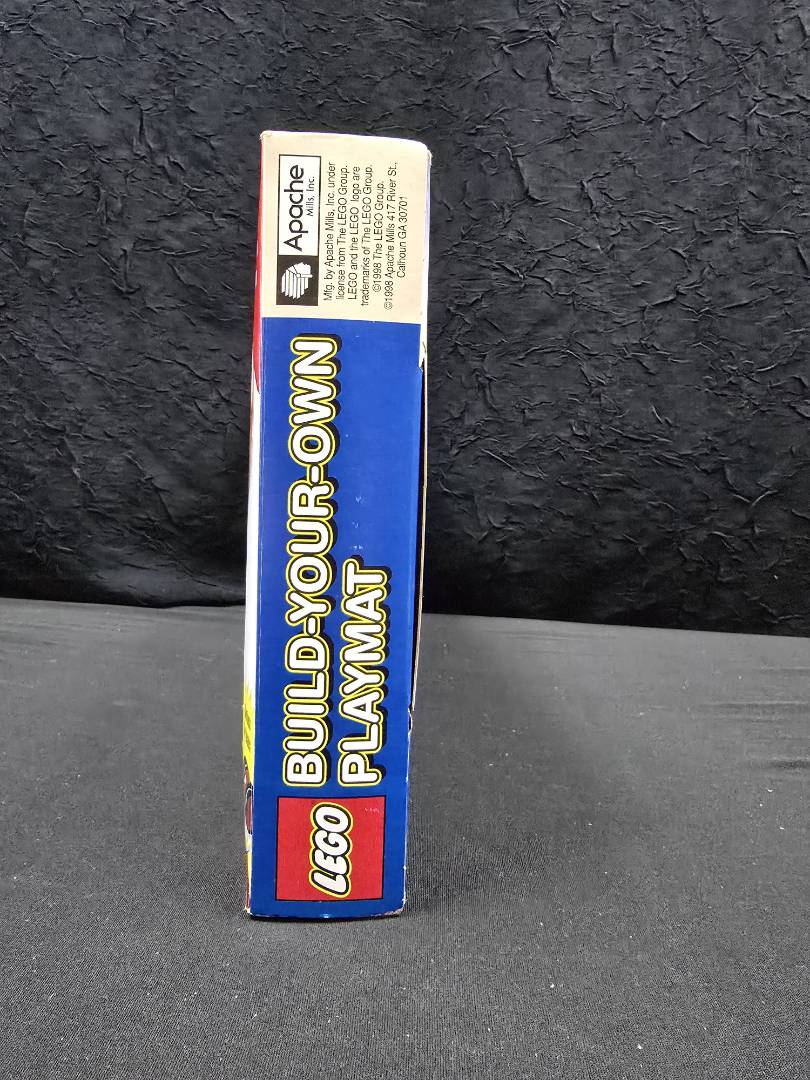 LEGO
BUILD-YOUR-OWN
PLAYMAT
Apache
Mills, Inc.
Mfg. by Apache Mills, Inc. under
license from The LEGO Group.
LEGO and the LEGO logo are
trademarks of The LEGO Group.
©1998 The LEGO Group.
©1998 Apache Mills 417 River St.,
Calhoun GA 30701